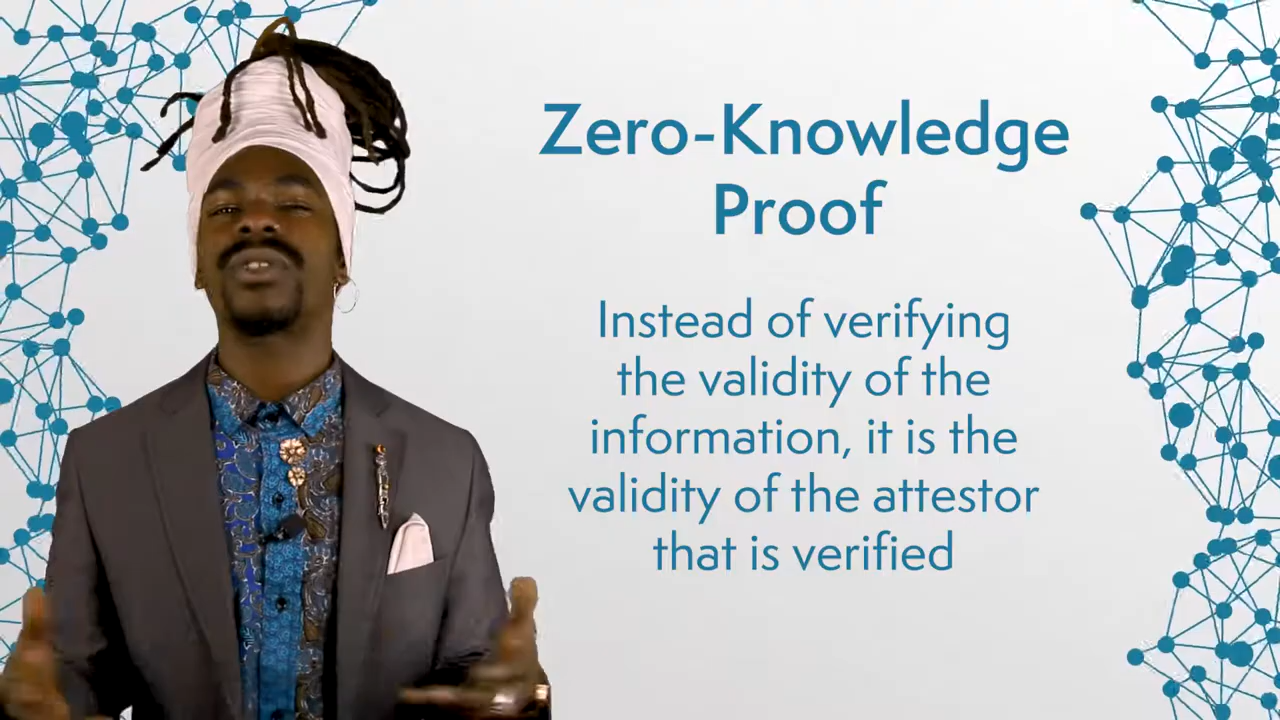 Zero-Knowledge
Proof
Instead of verifying
the validity of the
information, it is the
validity of the attestor
that is verified